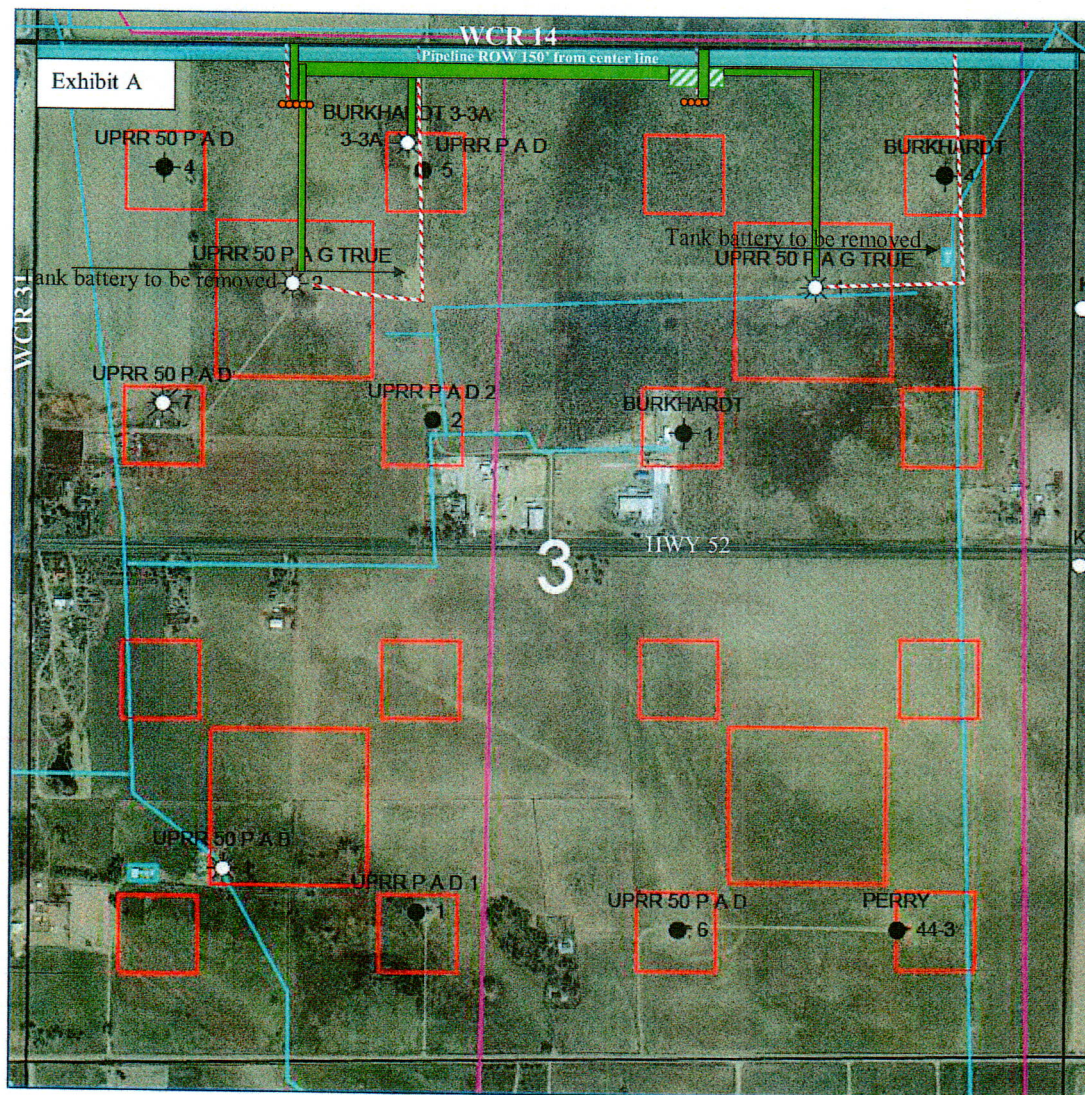 WCR 14
Pipeline ROW 150' from center line
Exhibit A
BURKHARDT 3-3A
3-3A
UPRR 50 P A D
4
UPRR P A D
5
BURKHARDT
4
Tank battery to be removed
UPRR 50 P A G TRUE
UPRR 50 P A G TRUE
Tank battery to be removed
2
1
WCR 31
UPRR 50 P A D
7
UPRR P A D 2
2
BURKHARDT
1
HWY 52
3
K
UPRR 50 P A B
1
UPRR P A D 1
1
UPRR 50 P A D
6
PERRY
44-3